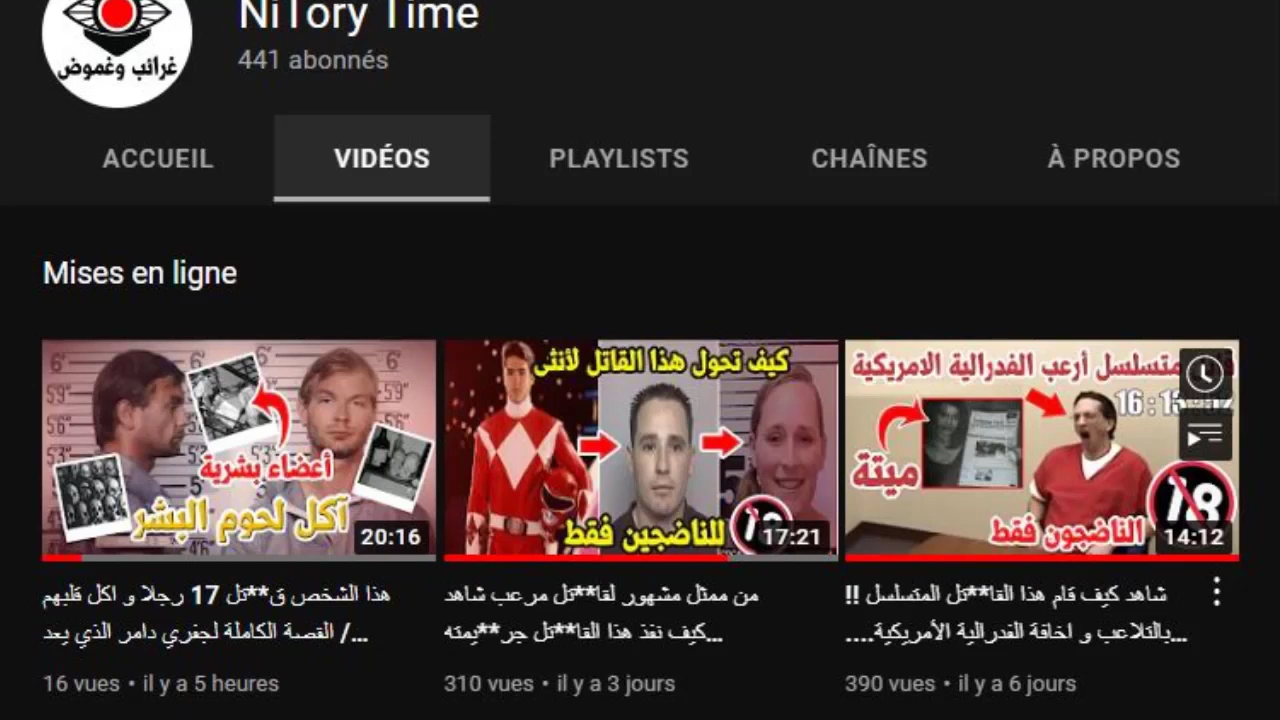 NiTory Time
غرائب وغموض
441 abonnés
ACCUEIL
VIDÉOS
PLAYLISTS
CHAÎNES
À PROPOS
Mises en ligne
أعضاء بشرية
آكل لحوم البشر
20:16
كيف تحول هذا القاتل لأنثى
للناضجين فقط
17:21
متسلسل أرعب الفدرالية الامريكية
ميتة
الناضجون فقط
18
14:12
هذا الشخص ق**تل 17 رجلا و اكل قلبهم
/ القصة الكاملة لجفري دامر الذي يعد...
16 vues • il y a 5 heures
من ممثل مشهور لقا**تل مرعب شاهد
كيف نفذ هذا القا**تل جر**يمته...
310 vues • il y a 3 jours
شاهد كيف قام هذا القا**تل المتسلسل !!
بالتلاعب و اخافة الفدرالية الأمريكية....
390 vues • il y a 6 jours